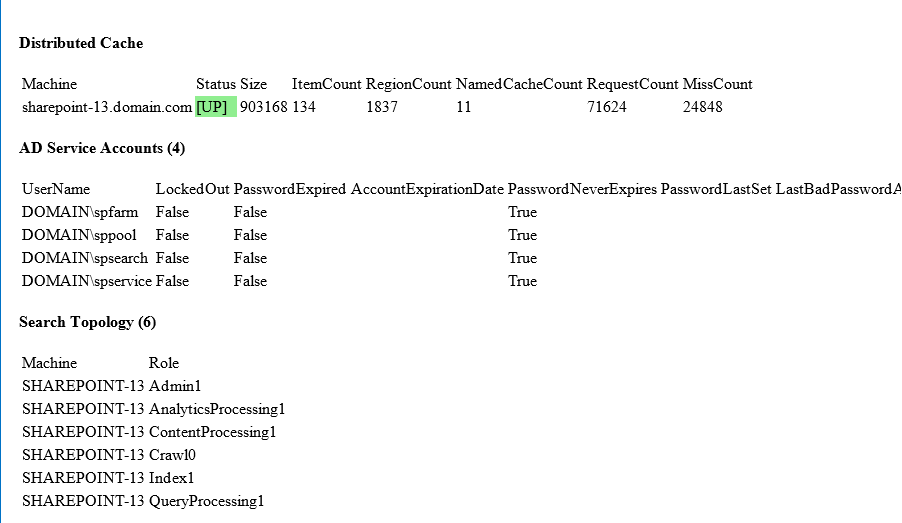 Distributed Cache
Machine Status Size ItemCount RegionCount NamedCacheCount RequestCount MissCount
sharepoint-13.domain.com [UP] 903168 134 1837 11 71624 24848
AD Service Accounts (4)
UserName LockedOut PasswordExpired AccountExpirationDate PasswordNeverExpires PasswordLastSet LastBadPasswordA
DOMAIN\spfarm False False True
DOMAIN\sppool False False True
DOMAIN\spsearch False False True
DOMAIN\spservice False False True
Search Topology (6)
Machine Role
SHAREPOINT-13 Admin1
SHAREPOINT-13 AnalyticsProcessing1
SHAREPOINT-13 ContentProcessing1
SHAREPOINT-13 Crawl0
SHAREPOINT-13 Index1
SHAREPOINT-13 QueryProcessing1